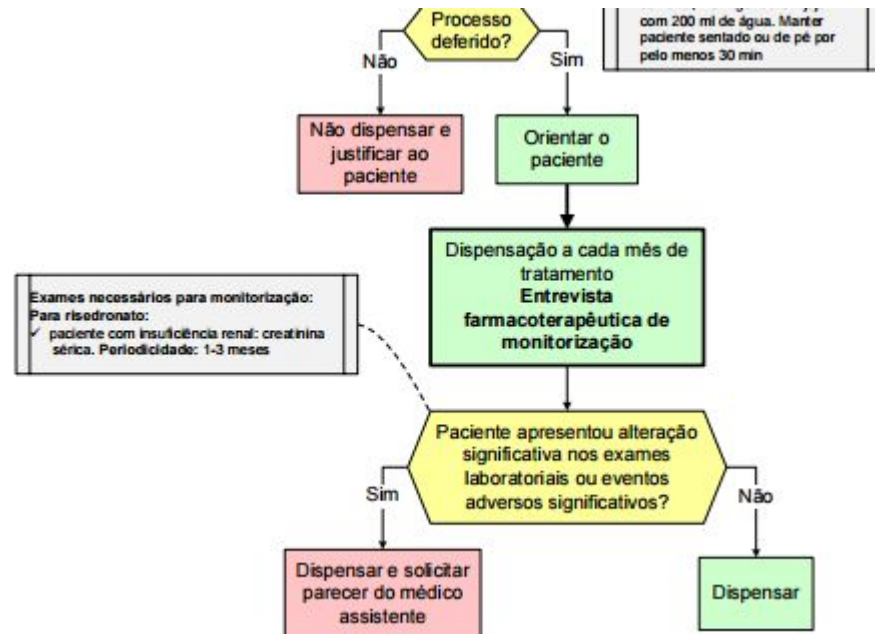 Processo
deferido?
com 200 ml de água. Manter
paciente sentado ou de pé por
pelo menos 30 min
Não
Sim
Não dispensar e
justificar ao
paciente
Orientar o
paciente
Dispensação a cada mês de
tratamento
Entrevista
farmacoterapêutica de
monitorização
Exames necessários para monitorização:
Para risedronato:
✓ paciente com insuficiência renal: creatinina
sérica. Periodicidade: 1-3 meses
Paciente apresentou alteração
significativa nos exames
laboratoriais ou eventos
adversos significativos?
Sim
Não
Dispensar e solicitar
parecer do médico
assistente
Dispensar